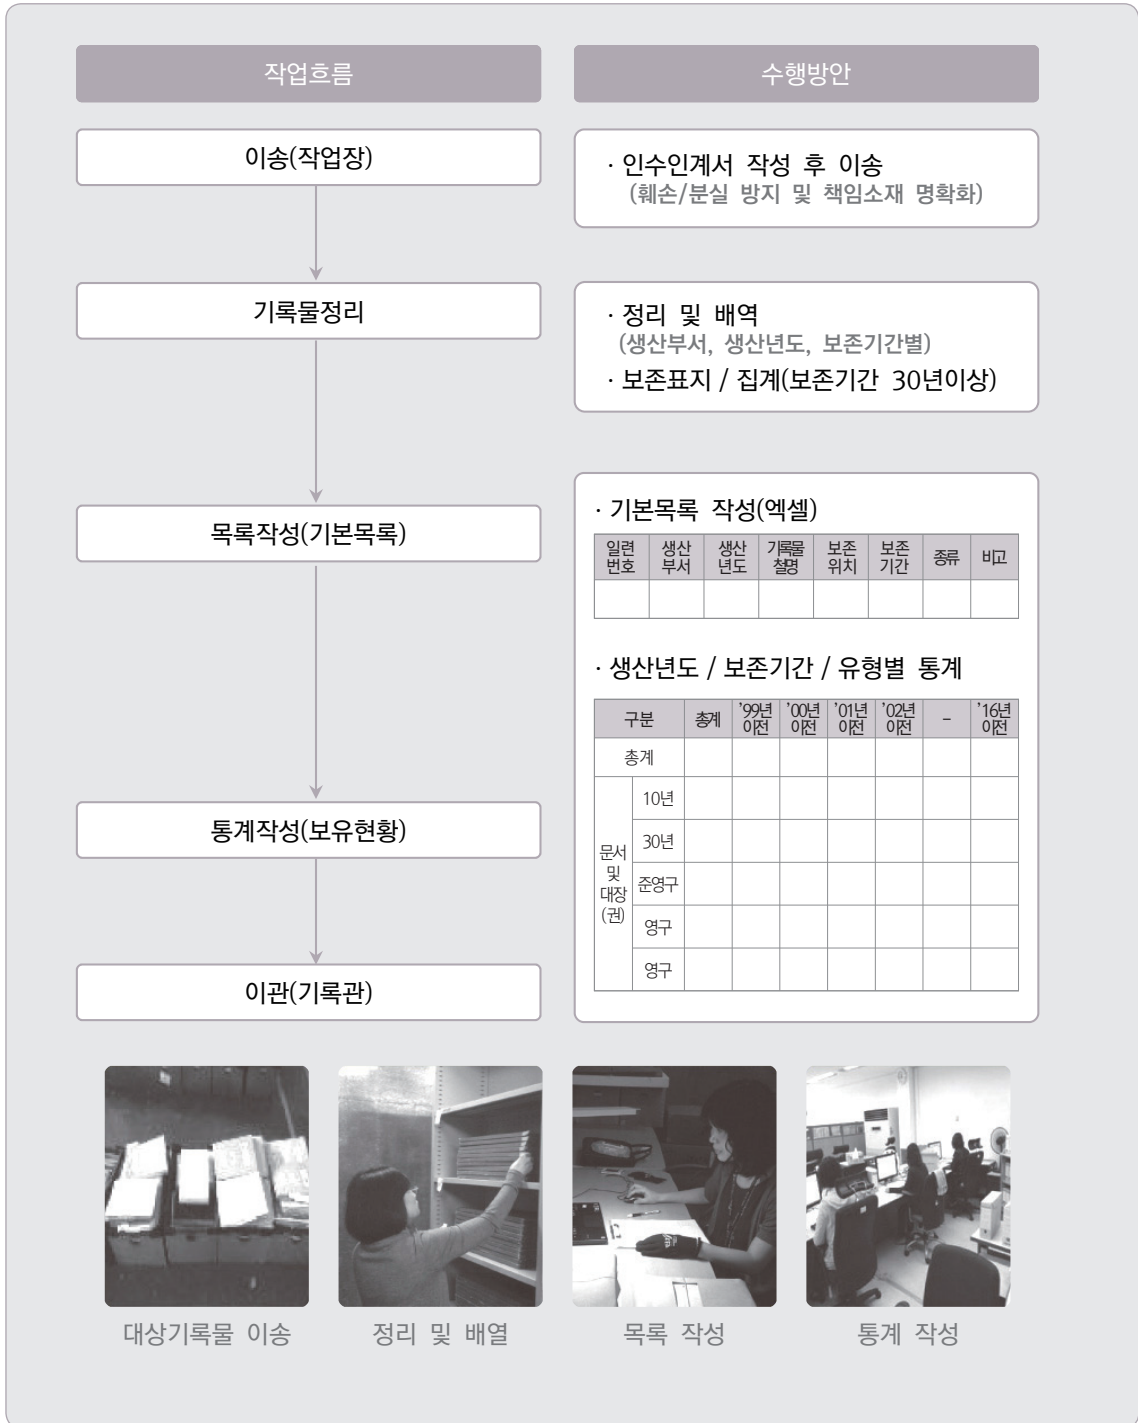 작업흐름
수행방안
이송(작업장)
· 인수인계서 작성 후 이송
(훼손/분실 방지 및 책임소재 명확화)
기록물정리
· 정리 및 배역
(생산부서, 생산년도, 보존기간별)
· 보존표지 / 집계(보존기간 30년이상)
목록작성(기본목록)
· 기본목록 작성(엑셀)
일련 생산 생산 기록물 보존 보존 종류 비고
번호 부서 년도 철명 위치 기간
· 생산년도 / 보존기간 / 유형별 통계
구분 총계 ’99년 ’00년 ’01년 ’02년 – ’16년
이전 이전 이전 이전 이전
총계
문서
및
대장
(권)
10년
30년
준영구
영구
영구
통계작성(보유현황)
이관(기록관)
대상기록물 이송
정리 및 배열
목록 작성
통계 작성